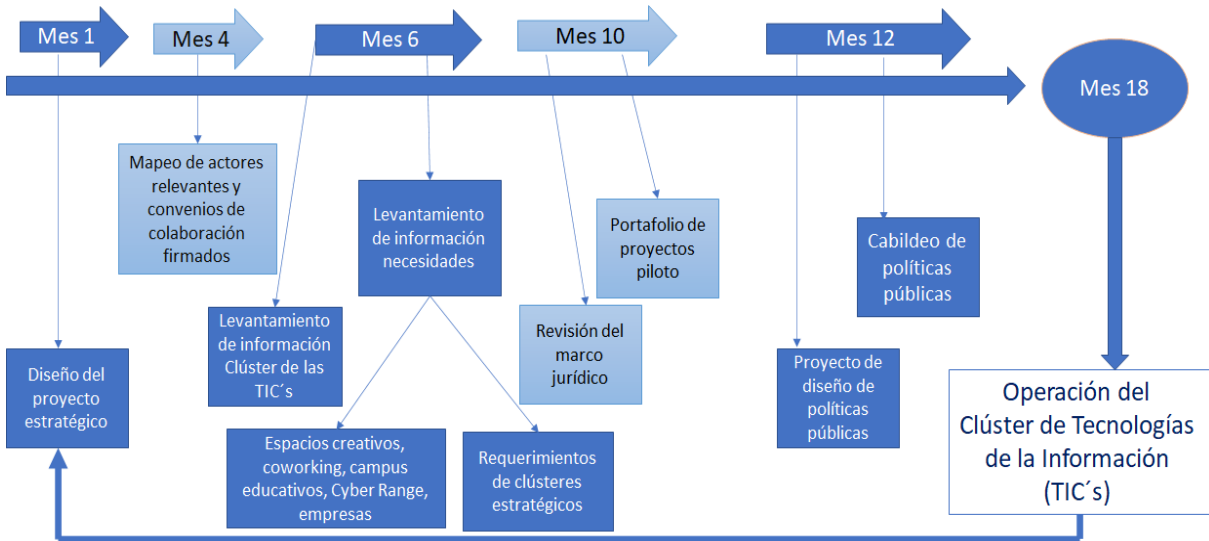 Mes 1
Mes 4
Mes 6
Mes 10
Mes 12
Mes 18
Mapeo de actores
relevantes y
convenios de
colaboración
firmados
Levantamiento
de información
necesidades
Portafolio de
proyectos
piloto
Cabildeo de
políticas
públicas
Levantamiento
de información
Clúster de las
TIC´s
Revisión del
marco
jurídico
Diseño del
proyecto
estratégico
Proyecto de
diseño de
políticas
públicas
Operación del
Clúster de Tecnologías
de la Información
(TIC´s)
Espacios creativos,
coworking, campus
educativos, Cyber Range,
empresas
Requerimientos
de clústeres
estratégicos